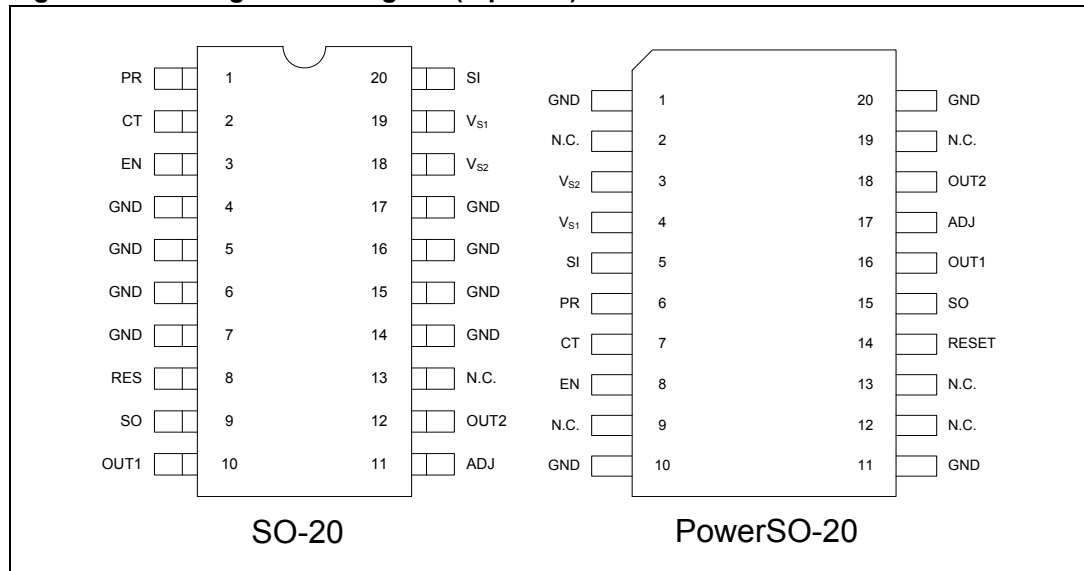 PR 1 20 SI
CT 2 19 VS1
EN 3 18 VS2
GND 4 17 GND
GND 5 16 GND
GND 6 15 GND
GND 7 14 GND
RES 8 13 N.C.
SO 9 12 OUT2
OUT1 10 11 ADJ
SO-20
GND 1 20 GND
N.C. 2 19 N.C.
VS2 3 18 OUT2
VS1 4 17 ADJ
SI 5 16 OUT1
PR 6 15 SO
CT 7 14 RESET
EN 8 13 N.C.
N.C. 9 12 N.C.
GND 10 11 GND
PowerSO-20